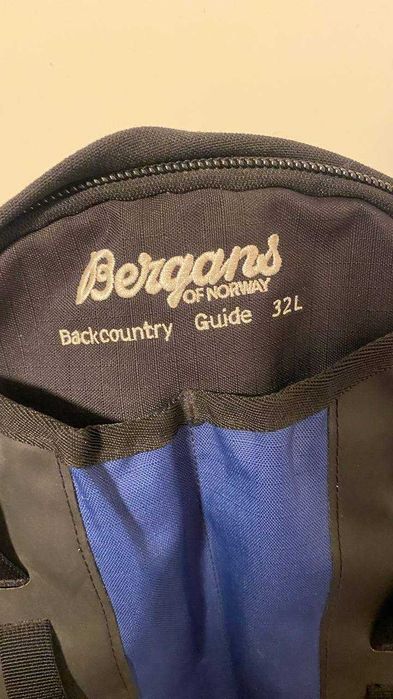 Bergans
OF NORWAY
Backcountry Guide 32L